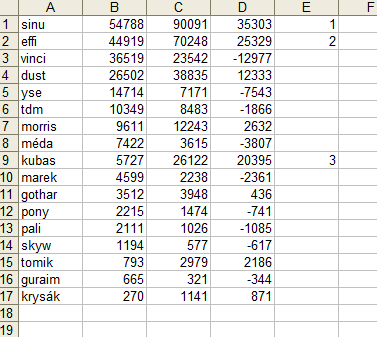 A B C D E F
1 sinu 54788 90091 35303 1
2 effi 44919 70248 25329 2
3 vinci 36519 23542 -12977
4 dust 26502 38835 12333
5 yse 14714 7171 -7543
6 tdm 10349 8483 -1866
7 morris 9611 12243 2632
8 méda 7422 3615 -3807
9 kubas 5727 26122 20395 3
10 marek 4599 2238 -2361
11 gothar 3512 3948 436
12 pony 2215 1474 -741
13 pali 2111 1026 -1085
14 skyw 1194 577 -617
15 tomik 793 2979 2186
16 guraim 665 321 -344
17 krysák 270 1141 871
18
19